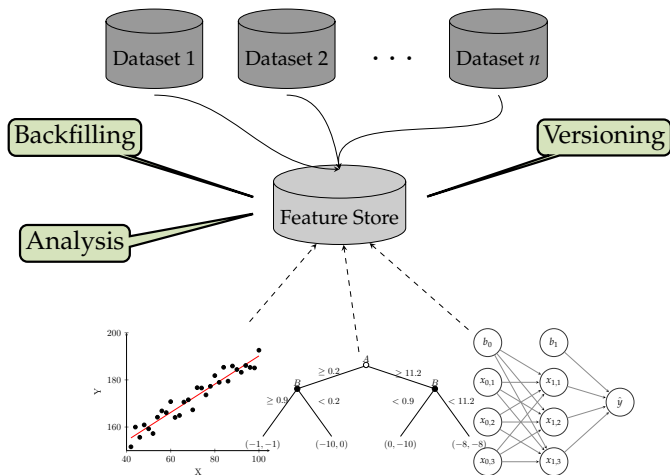 Dataset 1
Dataset 2
. . .
Dataset n
Backfilling
Versioning
Feature Store
Analysis
200
180
160
40
60
80
100
Y
X
A
≥ 0.2
> 11.2
B
B
≥ 0.9
< 0.2
< 0.9
< 11.2
(−1, −1)
(−10, 0)
(0, −10)
(−8, −8)
b₀
b₁
x₀,₁
x₁,₁
x₀,₂
x₁,₂
x₀,₃
x₁,₃
ŷ